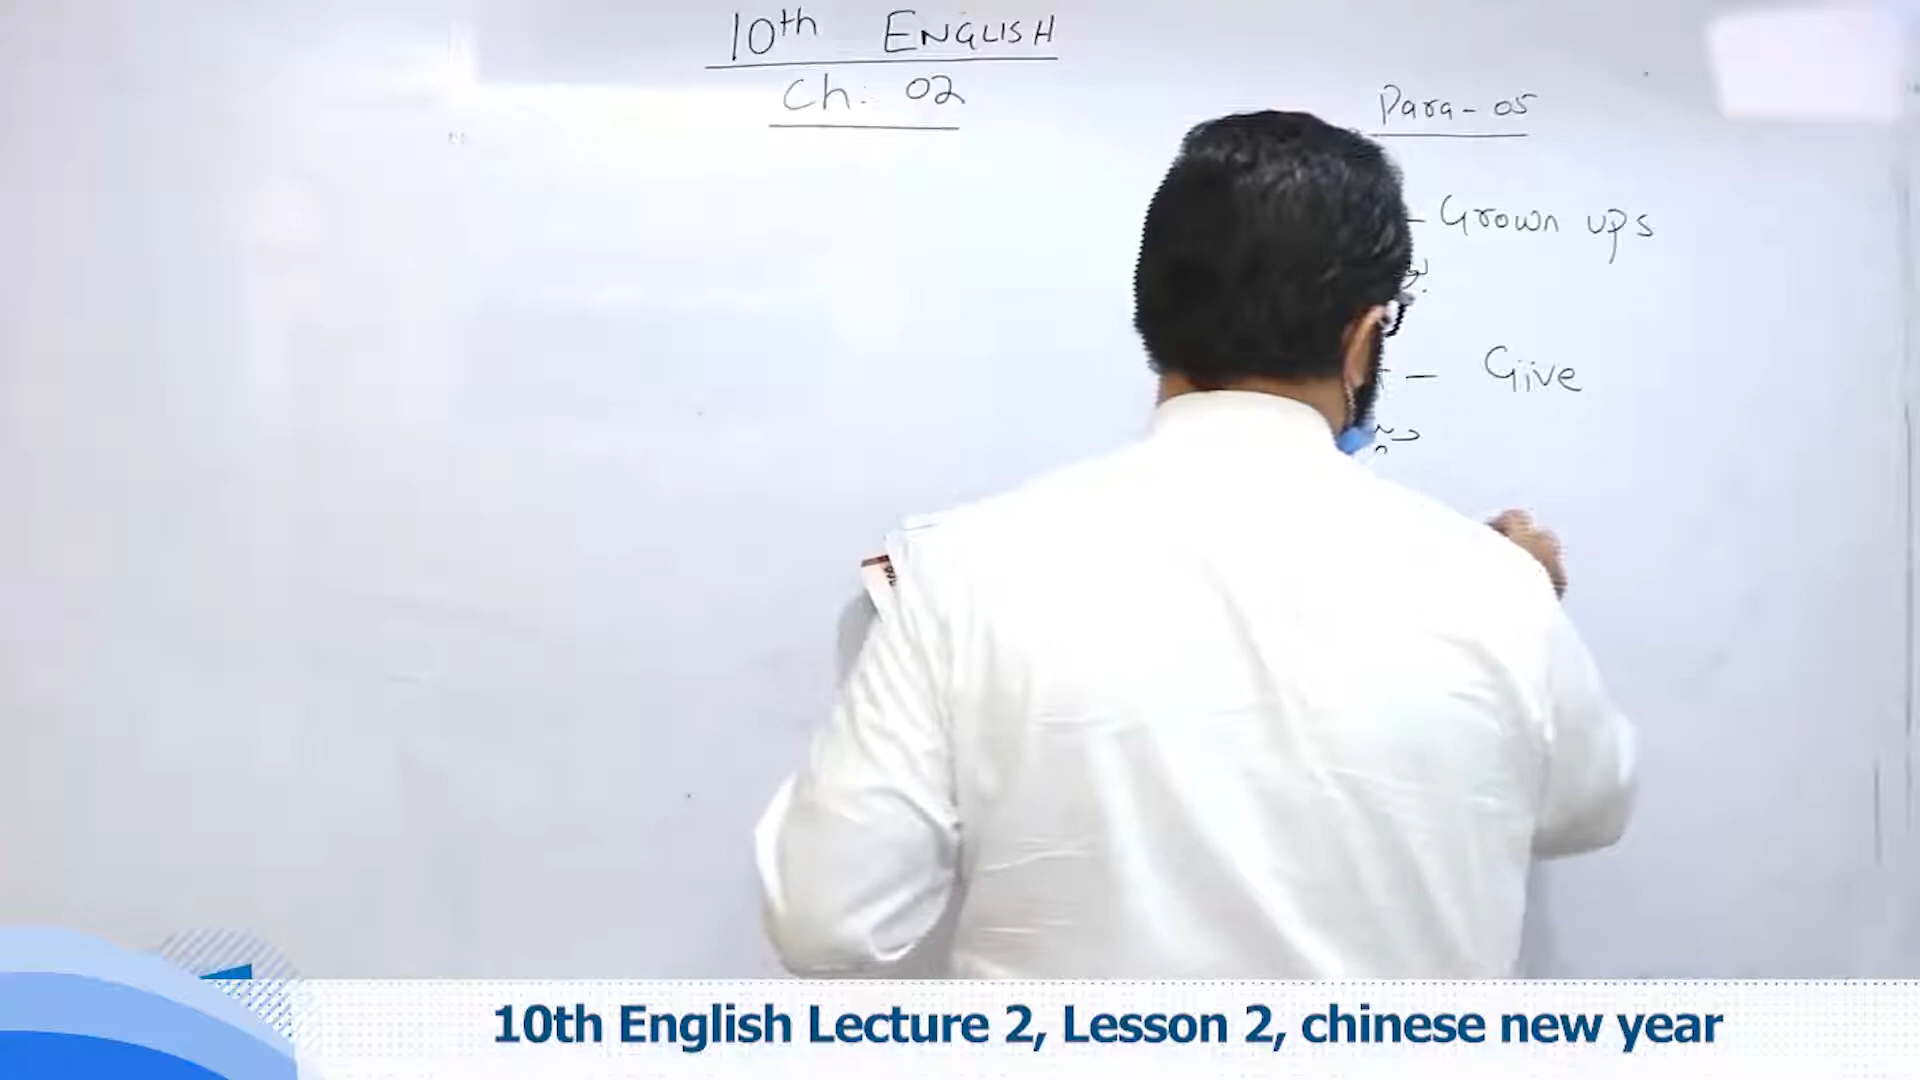 10th ENGLISH
Ch: 02
Para - 05
- Grown ups
- Give
10th English Lecture 2, Lesson 2, chinese new year